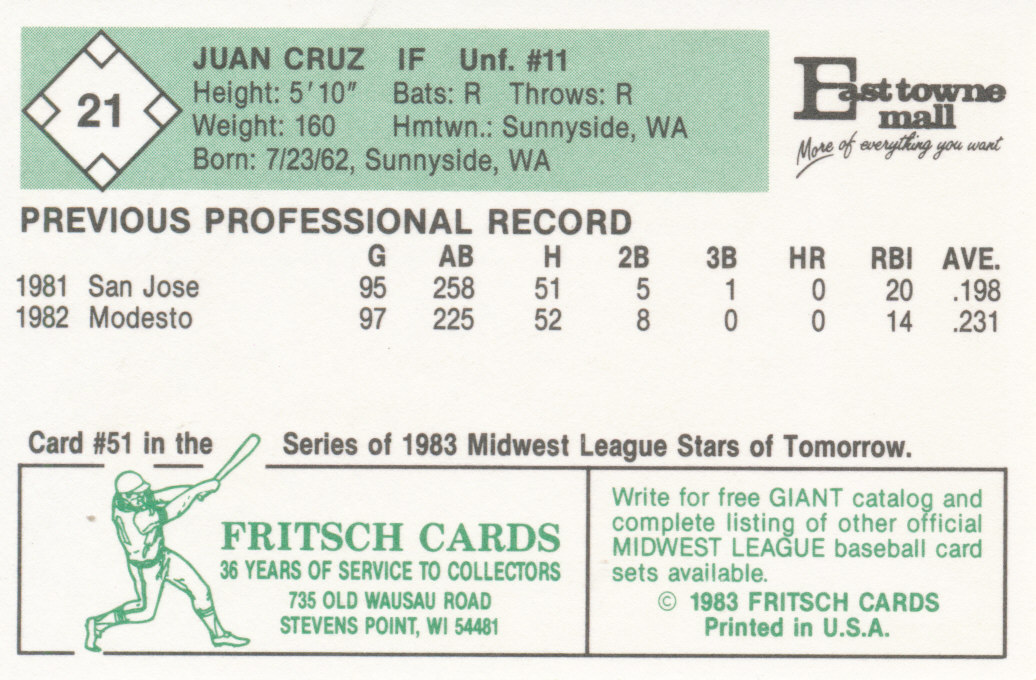 21
JUAN CRUZ IF Unf. #11
Height: 5'10" Bats: R Throws: R
Weight: 160 Hmtwn.: Sunnyside, WA
Born: 7/23/62, Sunnyside, WA
East towne
mall
More of everything you want
PREVIOUS PROFESSIONAL RECORD
G AB H 2B 3B HR RBI AVE.
1981 San Jose 95 258 51 5 1 0 20 .198
1982 Modesto 97 225 52 8 0 0 14 .231
Card #51 in the Series of 1983 Midwest League Stars of Tomorrow.
FRITSCH CARDS
36 YEARS OF SERVICE TO COLLECTORS
735 OLD WAUSAU ROAD
STEVENS POINT, WI 54481
Write for free GIANT catalog and
complete listing of other official
MIDWEST LEAGUE baseball card
sets available.
© 1983 FRITSCH CARDS
Printed in U.S.A.